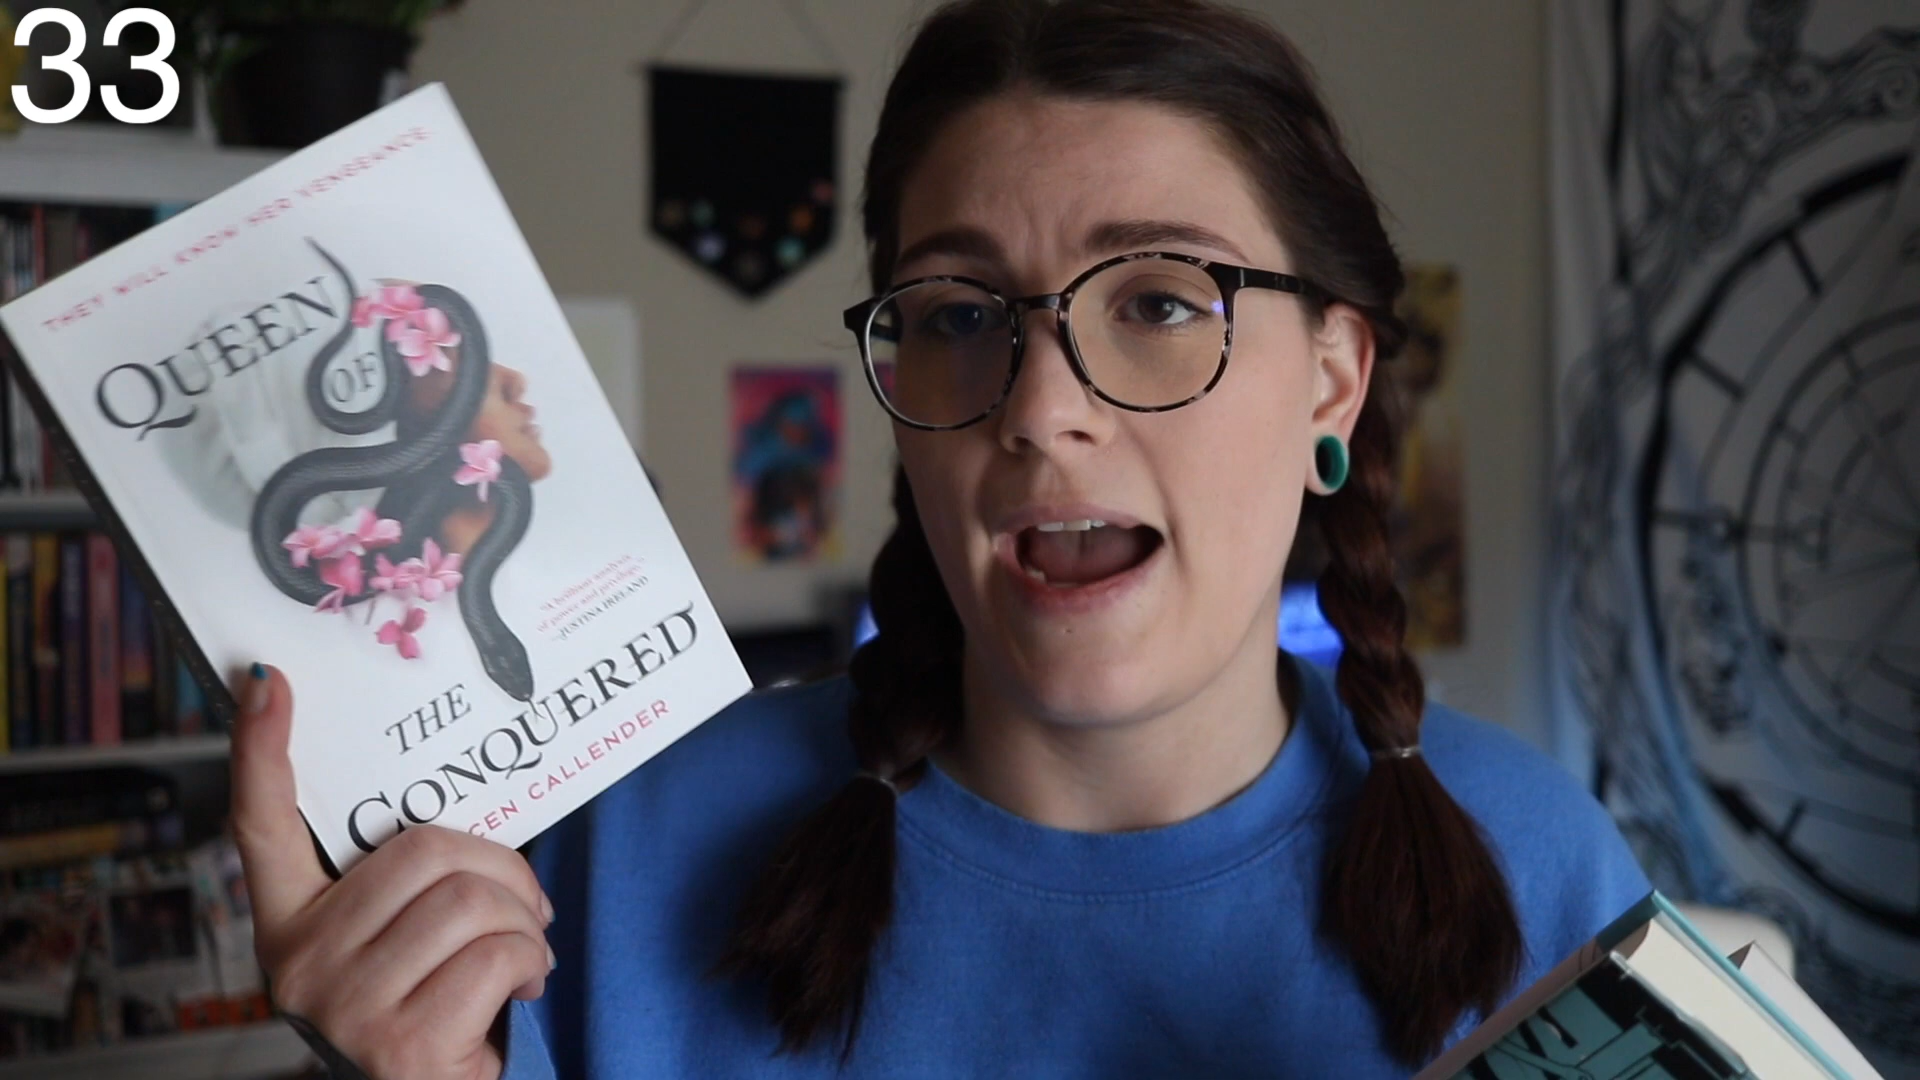 33
THEY WILL KNOW HER VENGEANCE
QUEEN
OF
"A brilliant analysis
of power and privilege."
—JUSTINA IRELAND
THE
CONQUERED
CEN CALLENDER